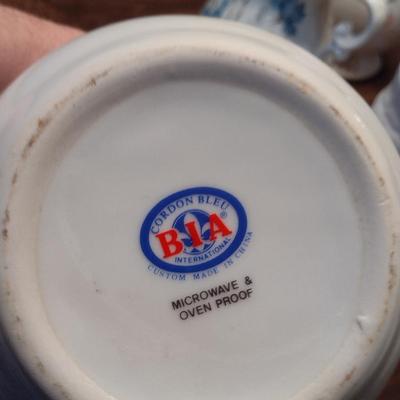 CORDON BLEU ®
BIA
INTERNATIONAL
CUSTOM MADE IN CHINA
MICROWAVE &
OVEN PROOF